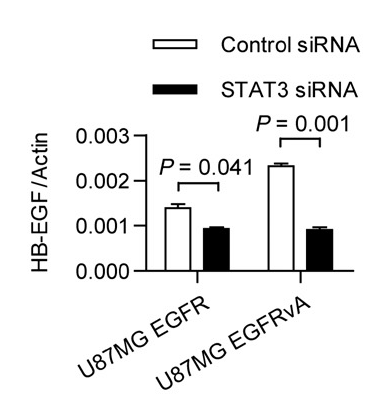 Control siRNA
STAT3 siRNA
P = 0.001
P = 0.041
HB-EGF/Actin
0.003
0.002
0.001
0.000
U87MG EGFR
U87MG EGFRvA